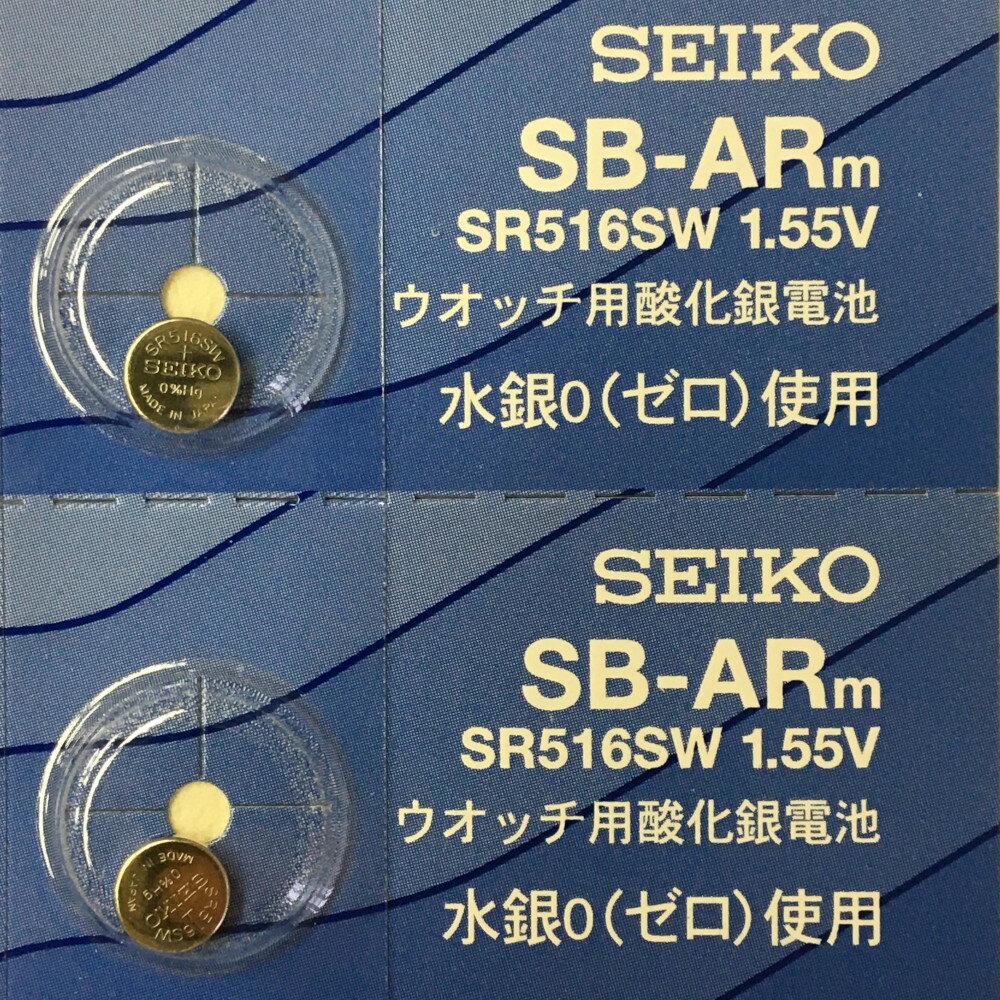 SEIKO
SB-ARm
SR516SW 1.55V
ウオッチ用酸化銀電池
水銀0(ゼロ)使用
SR516SW
+
SEIKO
0%Hg
MADE IN JAPAN
SEIKO
SB-ARm
SR516SW 1.55V
ウオッチ用酸化銀電池
水銀0(ゼロ)使用
MADE IN